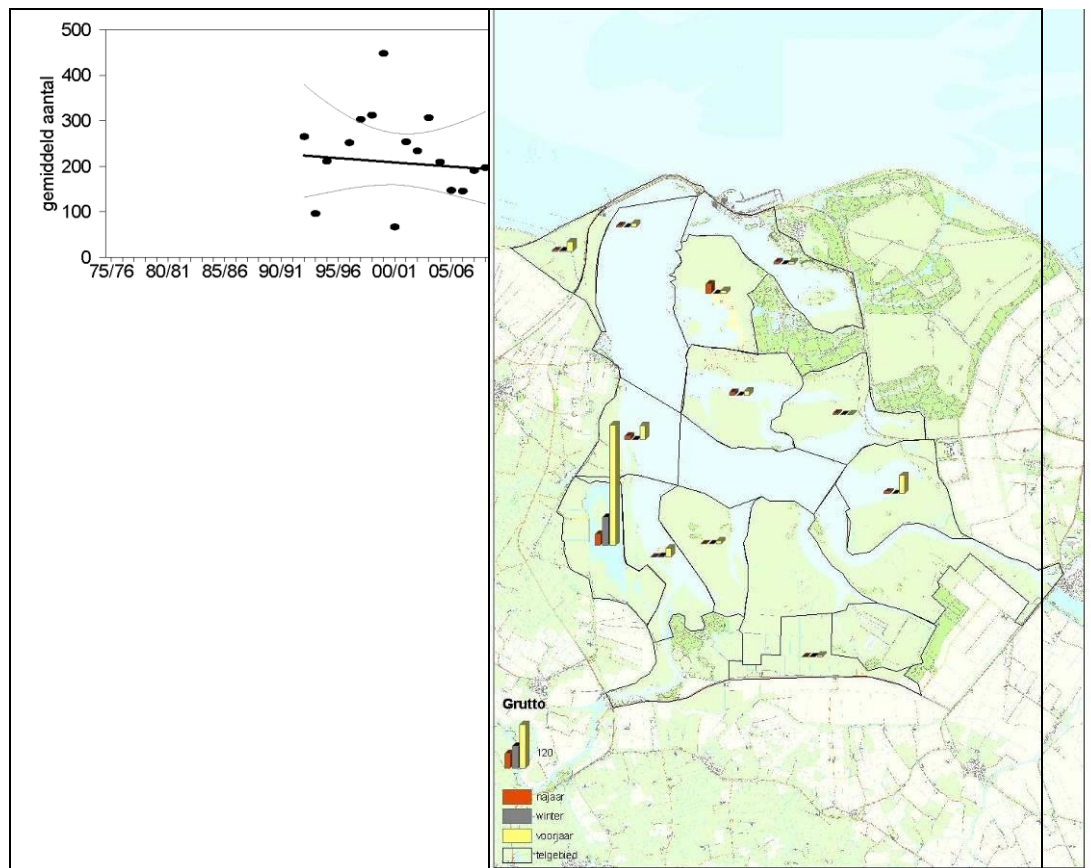 500
400
300
200
100
0
gemiddeld aantal
75/76 80/81 85/86 90/91 95/96 00/01 05/06
Grutto
120
najaar
winter
voorjaar
telgebied